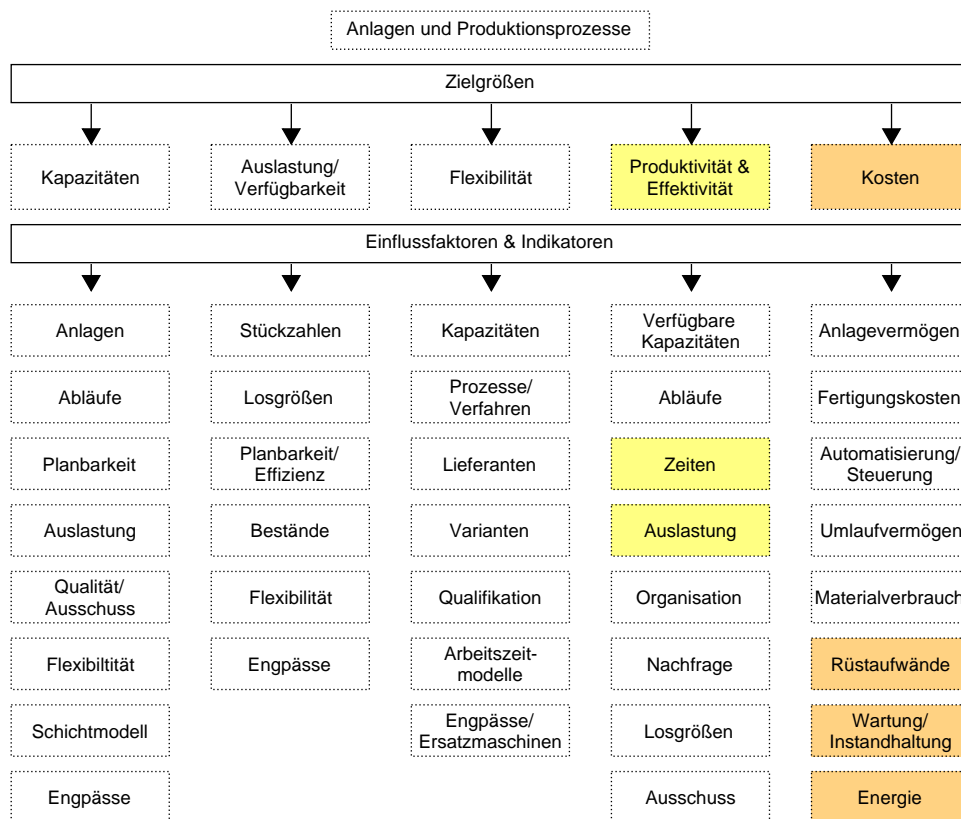 Anlagen und Produktionsprozesse
Zielgrößen
Kapazitäten
Auslastung/
Verfügbarkeit
Flexibilität
Produktivität &
Effektivität
Kosten
Einflussfaktoren & Indikatoren
Anlagen
Stückzahlen
Kapazitäten
Verfügbare
Kapazitäten
Anlagevermögen
Abläufe
Losgrößen
Prozesse/
Verfahren
Abläufe
Fertigungskosten
Planbarkeit
Planbarkeit/
Effizienz
Lieferanten
Zeiten
Automatisierung/
Steuerung
Auslastung
Bestände
Varianten
Auslastung
Umlaufvermögen
Qualität/
Ausschuss
Flexibilität
Qualifikation
Organisation
Materialverbrauch
Flexibiltität
Engpässe
Arbeitszeit-
modelle
Nachfrage
Rüstaufwände
Schichtmodell
Engpässe/
Ersatzmaschinen
Losgrößen
Wartung/
Instandhaltung
Engpässe
Ausschuss
Energie